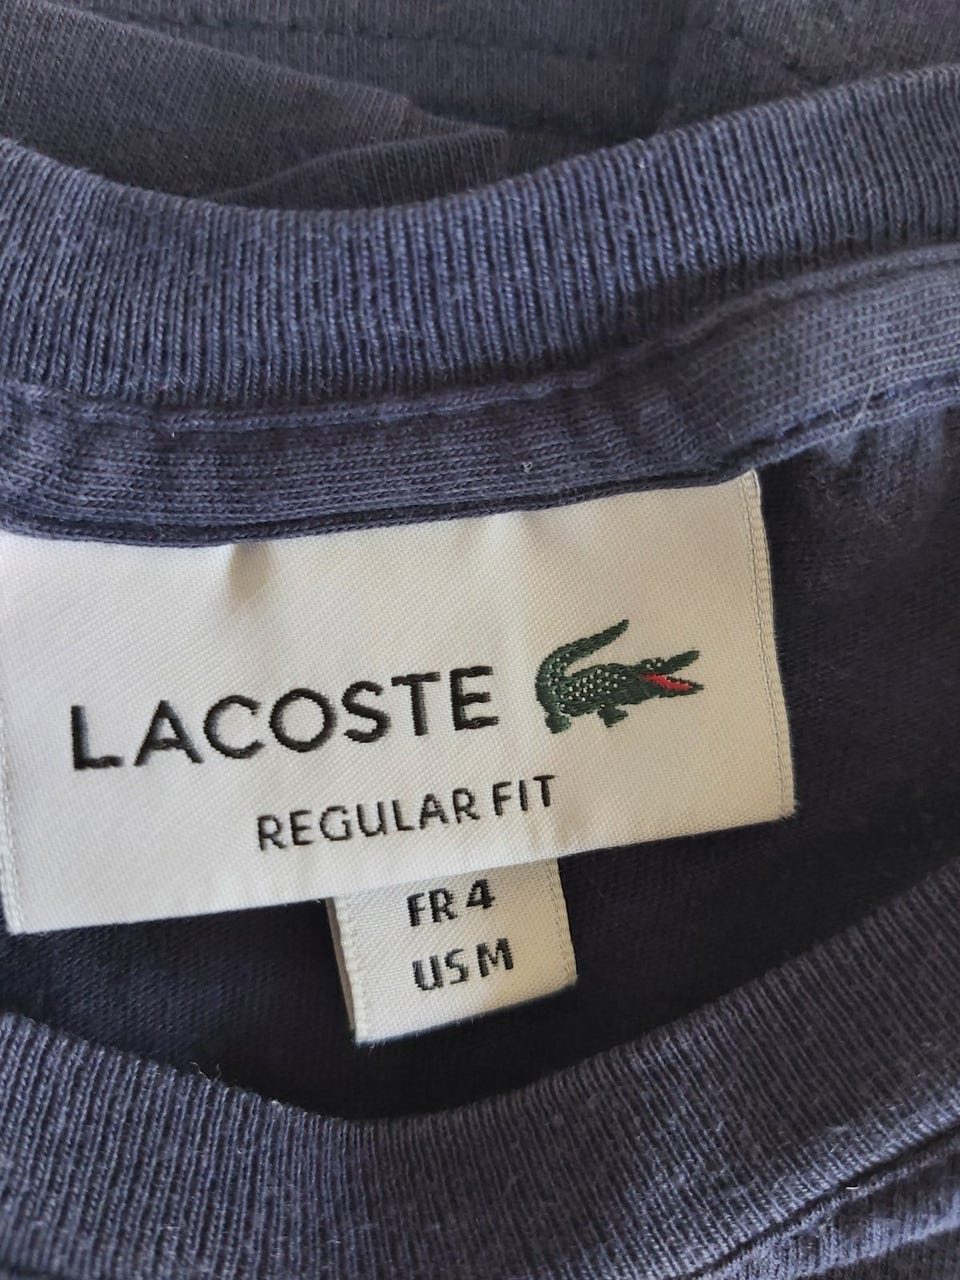 LACOSTE
REGULAR FIT
FR 4
US M